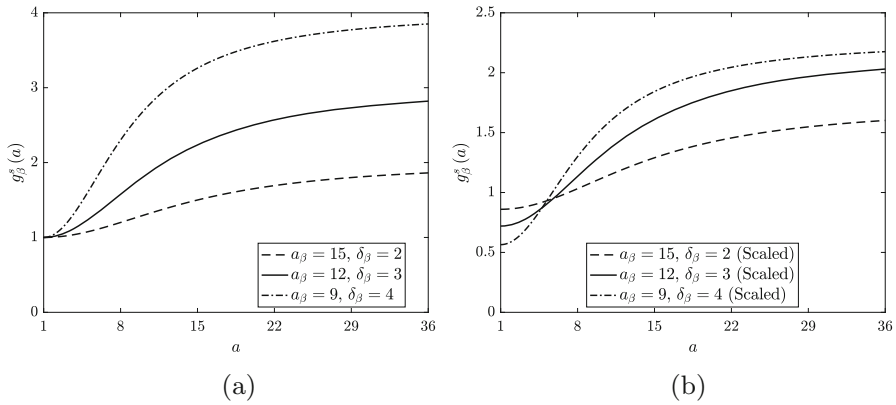 4
3
2
1
0
g_β^s(a)
a_β = 15, δ_β = 2
a_β = 12, δ_β = 3
a_β = 9, δ_β = 4
1 8 15 22 29 36
a
(a)
2.5
2
1.5
1
0.5
0
g_β^s(a)
a_β = 15, δ_β = 2 (Scaled)
a_β = 12, δ_β = 3 (Scaled)
a_β = 9, δ_β = 4 (Scaled)
1 8 15 22 29 36
a
(b)